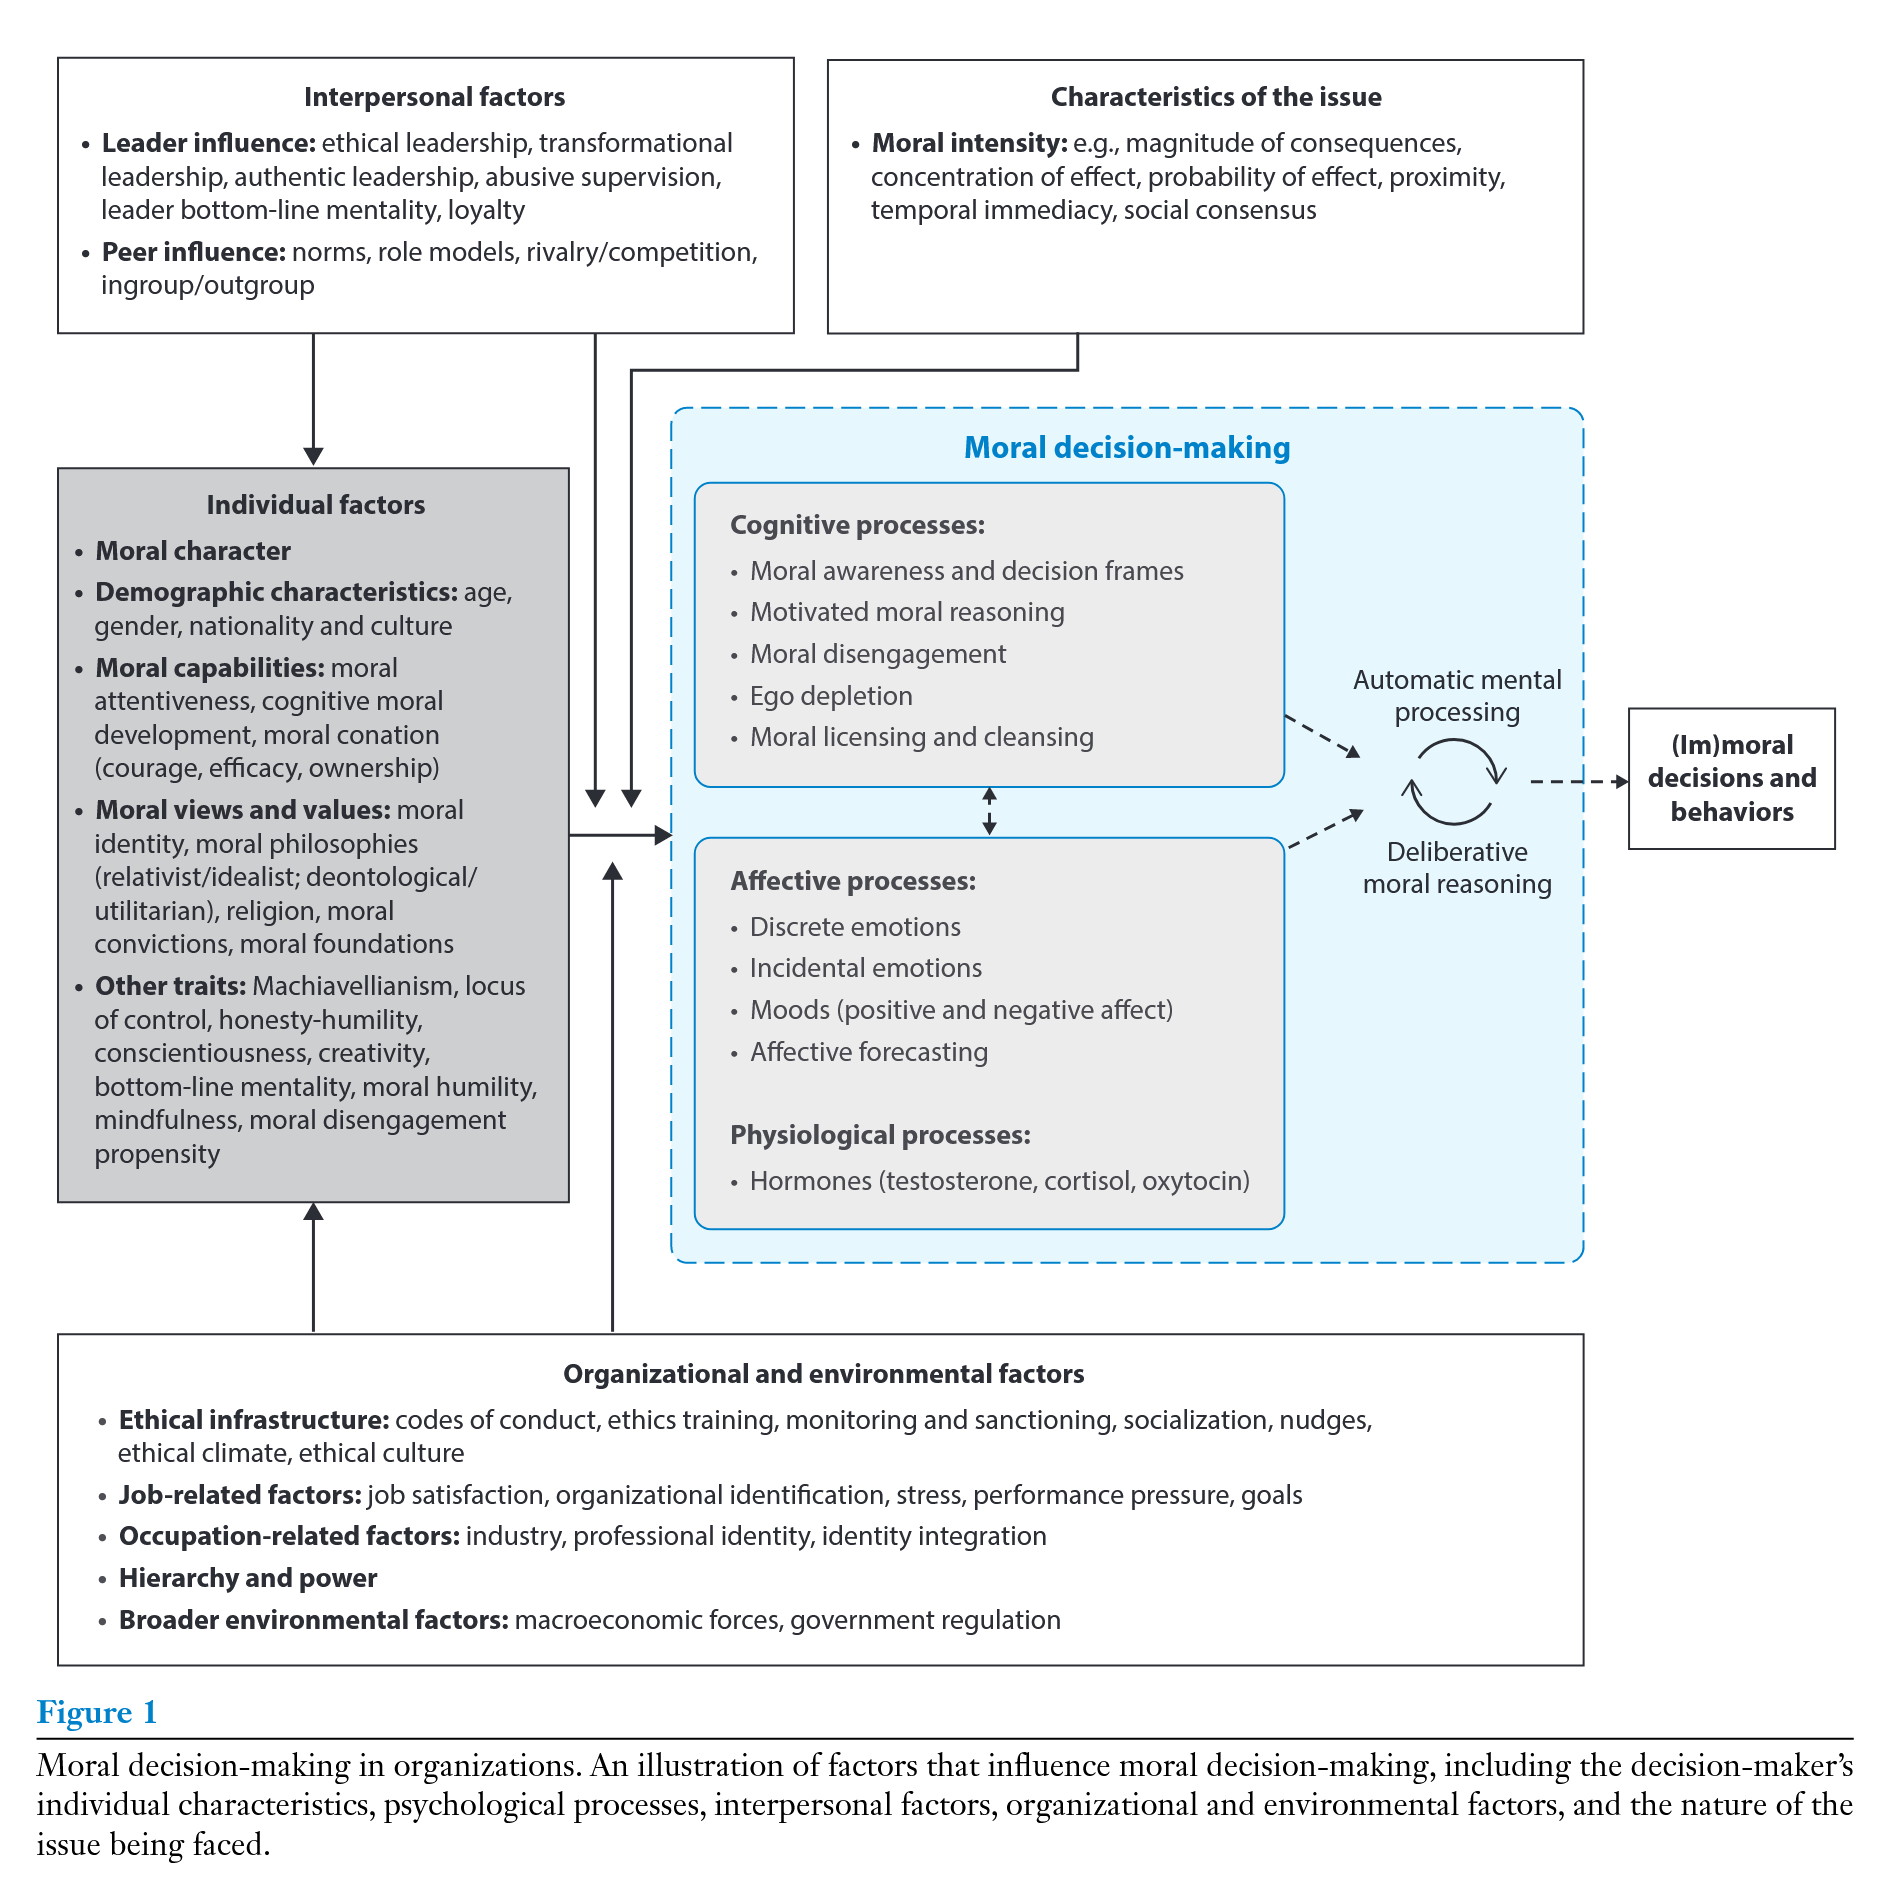 Interpersonal factors
• Leader influence: ethical leadership, transformational
leadership, authentic leadership, abusive supervision,
leader bottom-line mentality, loyalty
• Peer influence: norms, role models, rivalry/competition,
ingroup/outgroup
Characteristics of the issue
• Moral intensity: e.g., magnitude of consequences,
concentration of effect, probability of effect, proximity,
temporal immediacy, social consensus
Individual factors
• Moral character
• Demographic characteristics: age,
gender, nationality and culture
• Moral capabilities: moral
attentiveness, cognitive moral
development, moral conation
(courage, efficacy, ownership)
• Moral views and values: moral
identity, moral philosophies
(relativist/idealist; deontological/
utilitarian), religion, moral
convictions, moral foundations
• Other traits: Machiavellianism, locus
of control, honesty-humility,
conscientiousness, creativity,
bottom-line mentality, moral humility,
mindfulness, moral disengagement
propensity
Moral decision-making
Cognitive processes:
• Moral awareness and decision frames
• Motivated moral reasoning
• Moral disengagement
• Ego depletion
• Moral licensing and cleansing
Affective processes:
• Discrete emotions
• Incidental emotions
• Moods (positive and negative affect)
• Affective forecasting
Physiological processes:
• Hormones (testosterone, cortisol, oxytocin)
Automatic mental
processing
Deliberative
moral reasoning
(Im)moral
decisions and
behaviors
Organizational and environmental factors
• Ethical infrastructure: codes of conduct, ethics training, monitoring and sanctioning, socialization, nudges,
ethical climate, ethical culture
• Job-related factors: job satisfaction, organizational identification, stress, performance pressure, goals
• Occupation-related factors: industry, professional identity, identity integration
• Hierarchy and power
• Broader environmental factors: macroeconomic forces, government regulation
Figure 1
Moral decision-making in organizations. An illustration of factors that influence moral decision-making, including the decision-maker's
individual characteristics, psychological processes, interpersonal factors, organizational and environmental factors, and the nature of the
issue being faced.